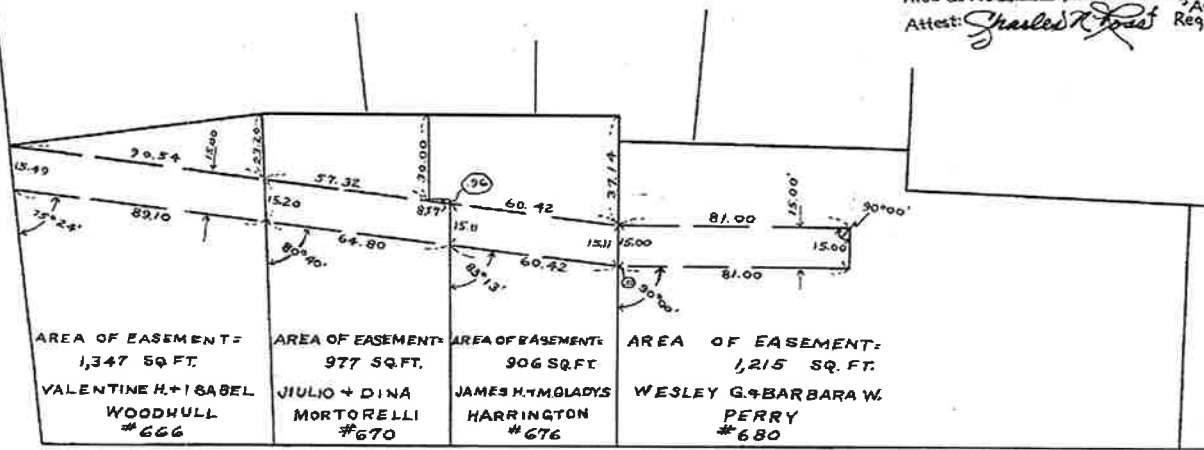 Attest: Charles N. Req
90.54
15.00
27.20
30.00
37.14
15.00'
90°00'
15.49
57.32
.96
60.42
81.00
75°24'
89.10
15.20
8.57'
15.11
15.11
15.00
15.00
80°40'
64.80
83°13'
60.42
90°00'
81.00
AREA OF EASEMENT=
1,347 SQ.FT.
VALENTINE H.+ISABEL
WOODHULL
#666
AREA OF EASEMENT=
977 SQ.FT.
JIULIO + DINA
MORTORELLI
#670
AREA OF EASEMENT=
906 SQ.FT.
JAMES H.+M.GLADYS
HARRINGTON
#676
AREA OF EASEMENT=
1,215 SQ.FT.
WESLEY G.+BARBARA W.
PERRY
#680